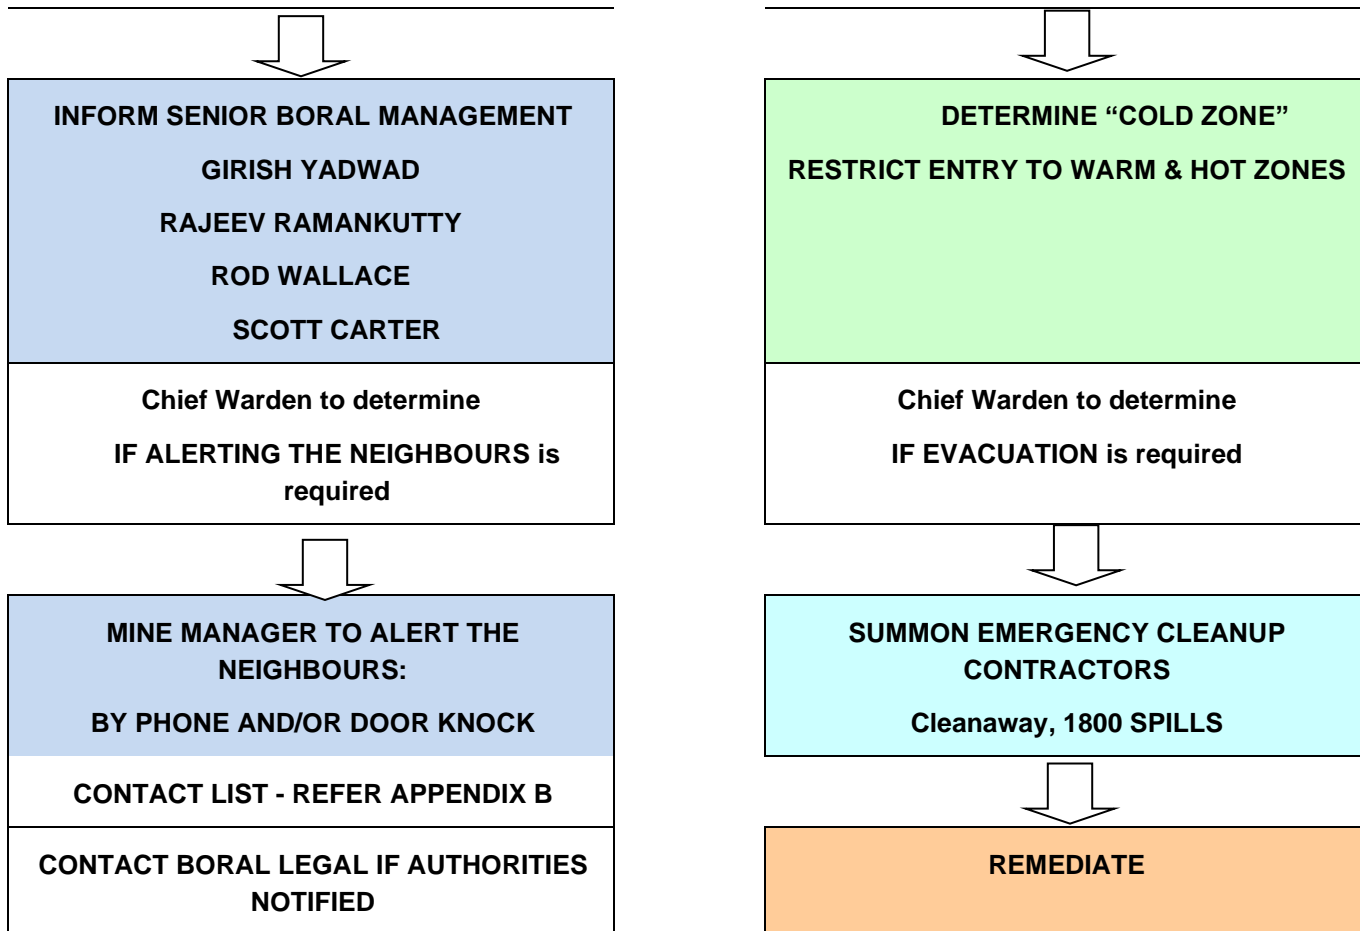 INFORM SENIOR BORAL MANAGEMENT
GIRISH YADWAD
RAJEEV RAMANKUTTY
ROD WALLACE
SCOTT CARTER
Chief Warden to determine
IF ALERTING THE NEIGHBOURS is
required
MINE MANAGER TO ALERT THE
NEIGHBOURS:
BY PHONE AND/OR DOOR KNOCK
CONTACT LIST - REFER APPENDIX B
CONTACT BORAL LEGAL IF AUTHORITIES
NOTIFIED
DETERMINE “COLD ZONE”
RESTRICT ENTRY TO WARM & HOT ZONES
Chief Warden to determine
IF EVACUATION is required
SUMMON EMERGENCY CLEANUP
CONTRACTORS
Cleanaway, 1800 SPILLS
REMEDIATE